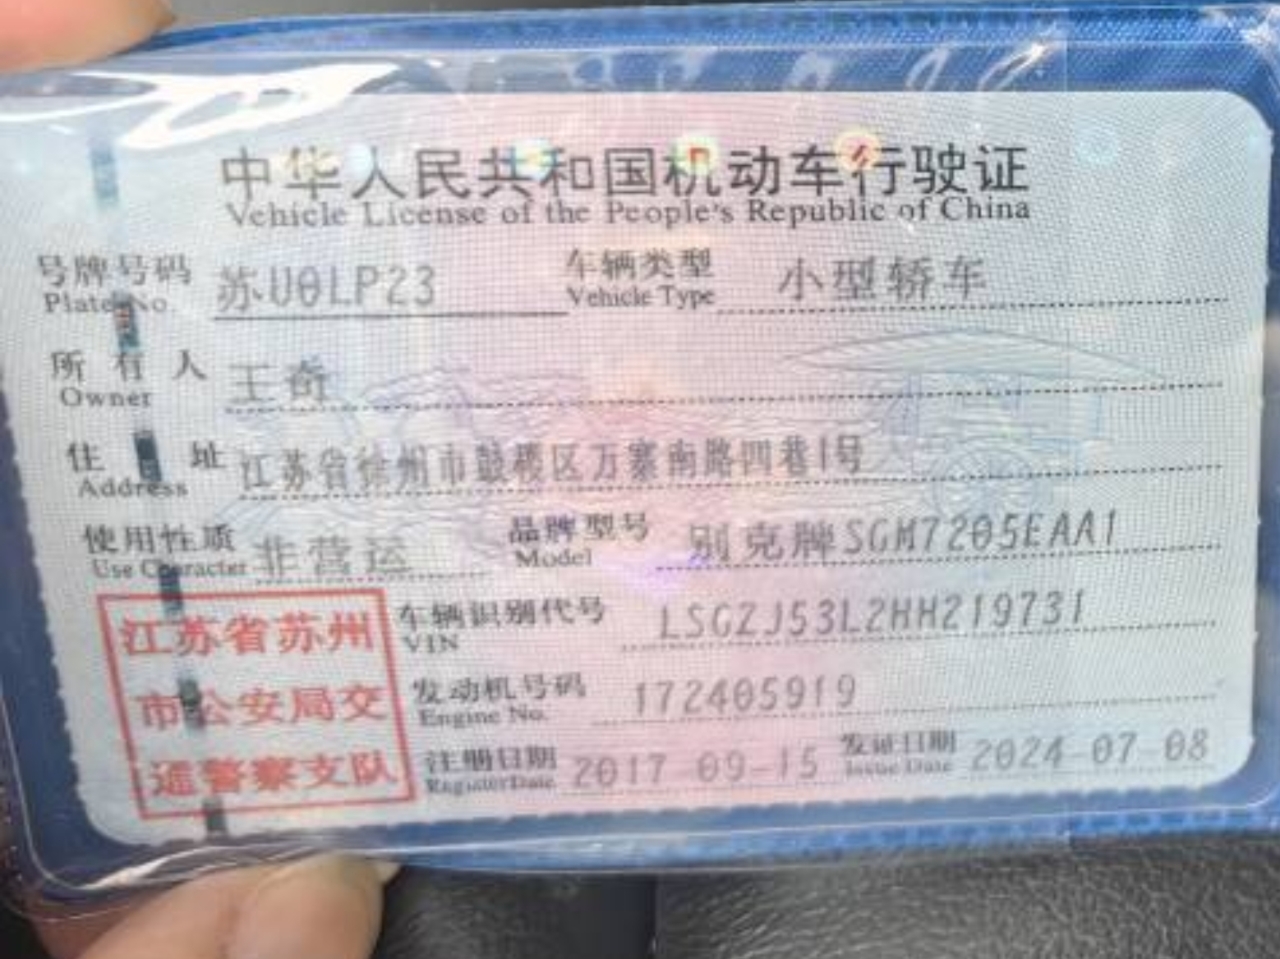 中华人民共和国机动车行驶证
Vehicle License of the People's Republic of China
号牌号码 苏U0LP23 车辆类型 小型轿车
Plate No. Vehicle Type
所有人 王奇
Owner
住址 江苏省徐州市鼓楼区万寨南路四巷1号
Address
使用性质 非营运 品牌型号 别克牌SGM7205EAA1
Use Character Model
江苏省苏州
市公安局交
通警察支队
车辆识别代号 LSGZJ53L2HH219731
VIN
发动机号码 172405919
Engine No.
注册日期 2017-09-15 发证日期 2024-07-08
Register Date Issue Date